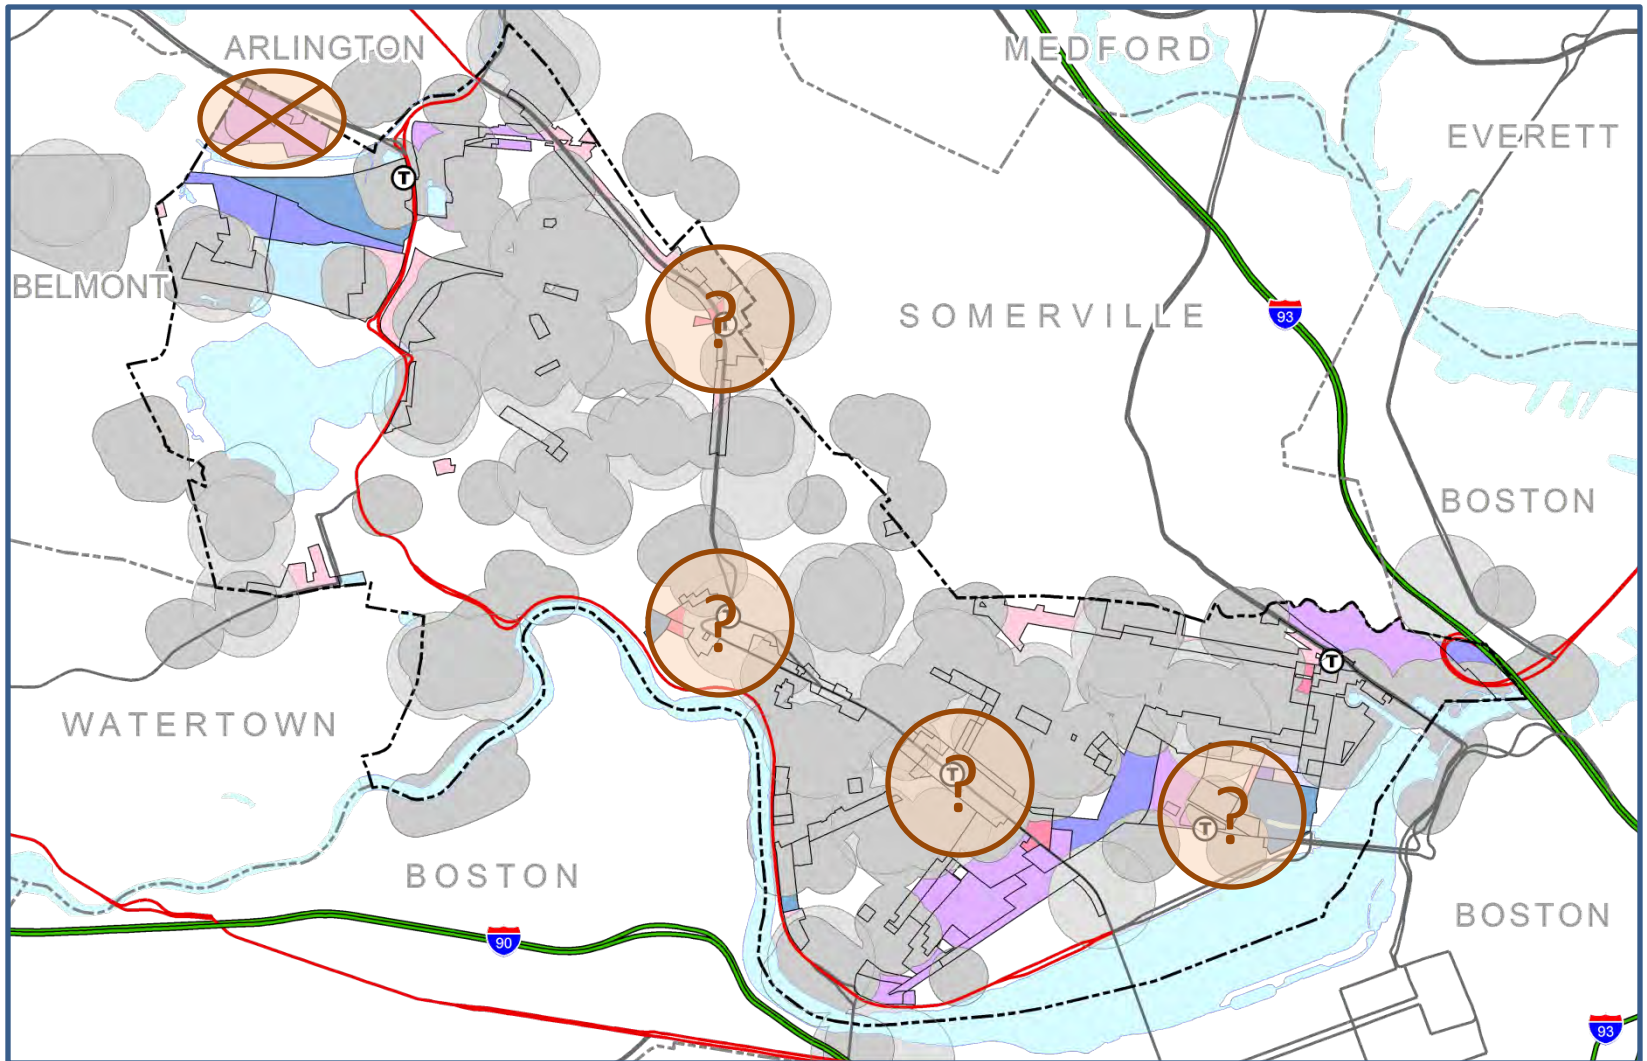 ARLINGTON
MEDFORD
EVERETT
T
BELMONT
?
T
SOMERVILLE
93
BOSTON
?
T
T
WATERTOWN
?
T
?
T
BOSTON
BOSTON
90
93